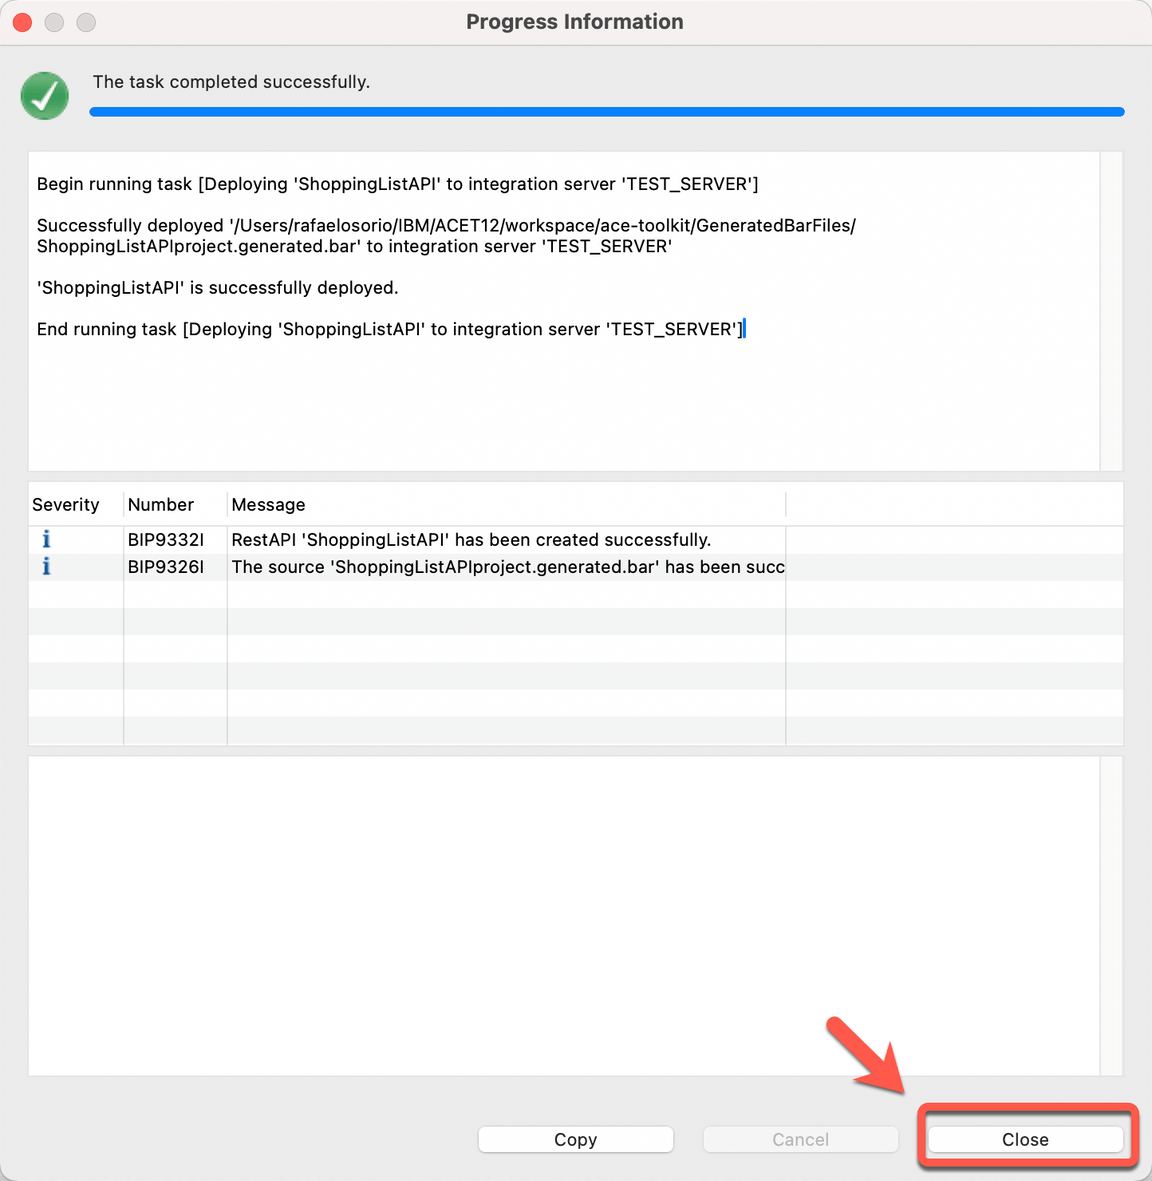 Progress Information
The task completed successfully.
Begin running task [Deploying 'ShoppingListAPI' to integration server 'TEST_SERVER']
Successfully deployed '/Users/rafaelosorio/IBM/ACET12/workspace/ace-toolkit/GeneratedBarFiles/
ShoppingListAPIproject.generated.bar' to integration server 'TEST_SERVER'
'ShoppingListAPI' is successfully deployed.
End running task [Deploying 'ShoppingListAPI' to integration server 'TEST_SERVER']
Severity Number Message
BIP9332I RestAPI 'ShoppingListAPI' has been created successfully.
BIP9326I The source 'ShoppingListAPIproject.generated.bar' has been succ
Copy Cancel Close